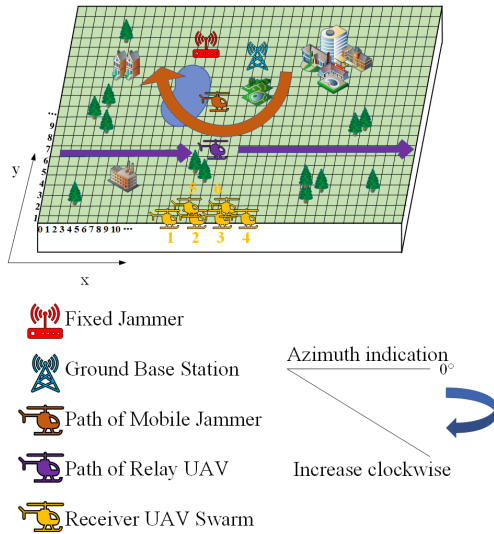 ...
9
8
7
6
5
4
3
2
1
y
0 1 2 3 4 5 6 7 8 9 10 ...
5 6
1 2 3 4
x
Fixed Jammer
Ground Base Station
Path of Mobile Jammer
Path of Relay UAV
Receiver UAV Swarm
Azimuth indication
0°
Increase clockwise